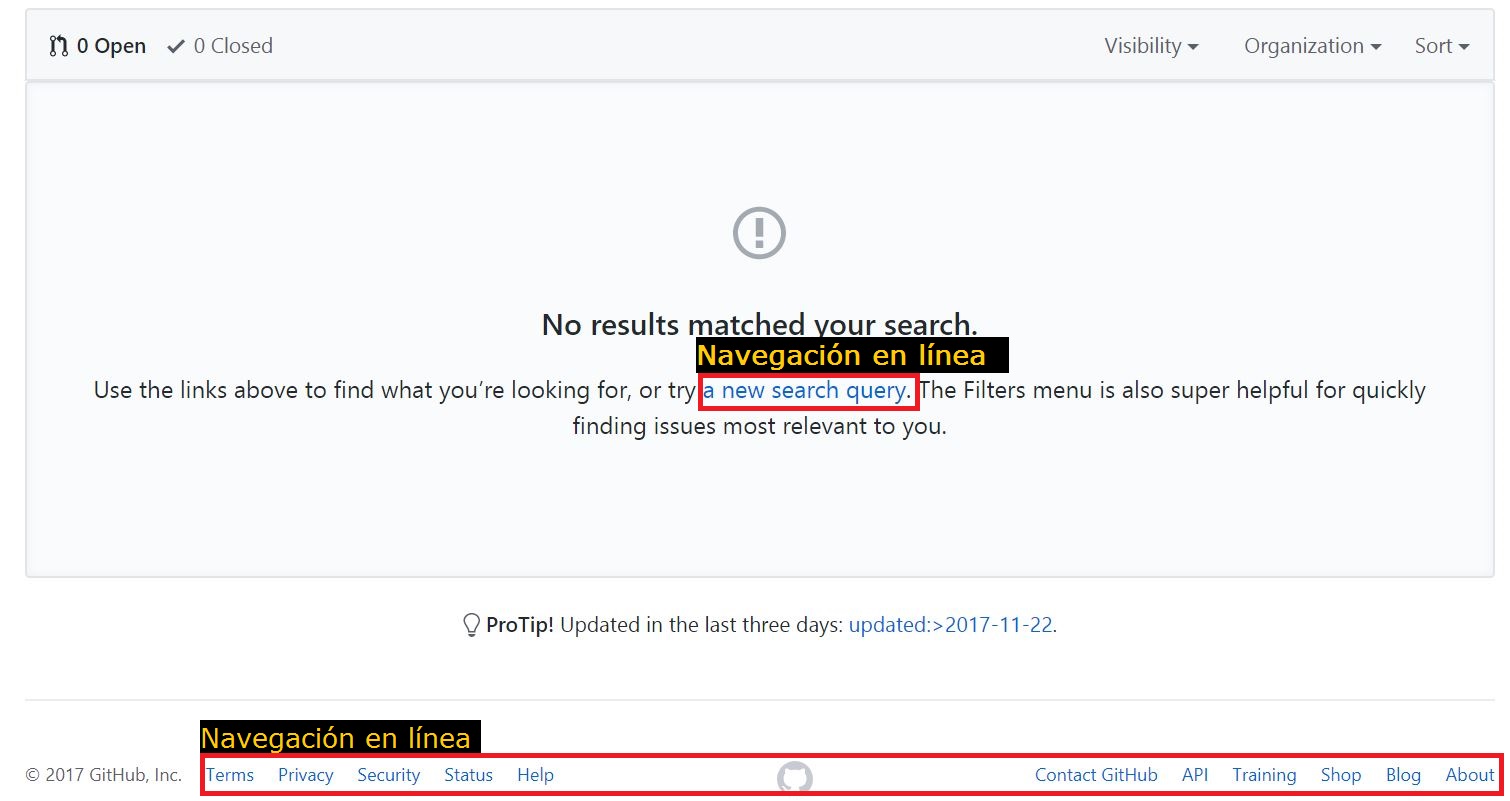 0 Open 0 Closed Visibility Organization Sort
No results matched your search.
Navegación en línea
Use the links above to find what you’re looking for, or try a new search query. The Filters menu is also super helpful for quickly
finding issues most relevant to you.
ProTip! Updated in the last three days: updated:>2017-11-22.
Navegación en línea
© 2017 GitHub, Inc. Terms Privacy Security Status Help Contact GitHub API Training Shop Blog About